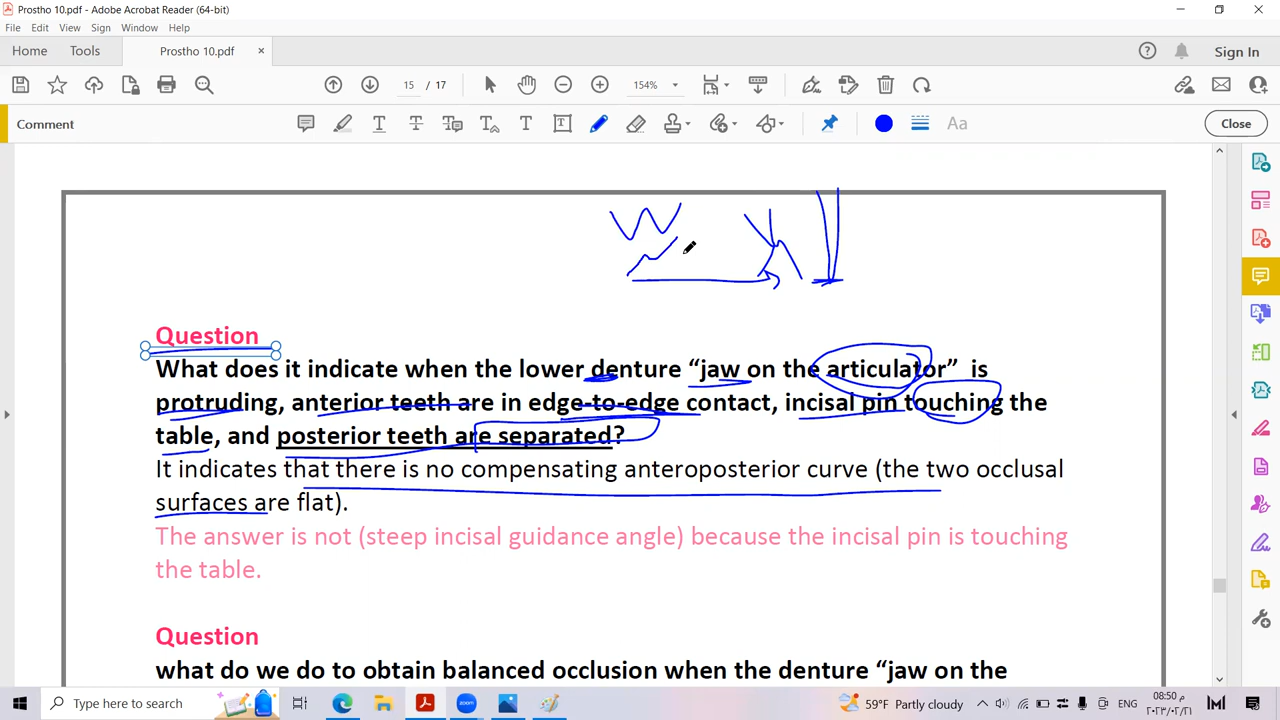 Prostho 10.pdf - Adobe Acrobat Reader (64-bit)
File Edit View Sign Window Help
Home Tools Prostho 10.pdf × Sign In
15 / 17 154%
Comment Aa Close
Question
What does it indicate when the lower denture “jaw on the articulator” is
protruding, anterior teeth are in edge-to-edge contact, incisal pin touching the
table, and posterior teeth are separated?
It indicates that there is no compensating anteroposterior curve (the two occlusal
surfaces are flat).
The answer is not (steep incisal guidance angle) because the incisal pin is touching
the table.
Question
what do we do to obtain balanced occlusion when the denture “jaw on the
Type here to search zoom 59°F Partly cloudy 08:50 م